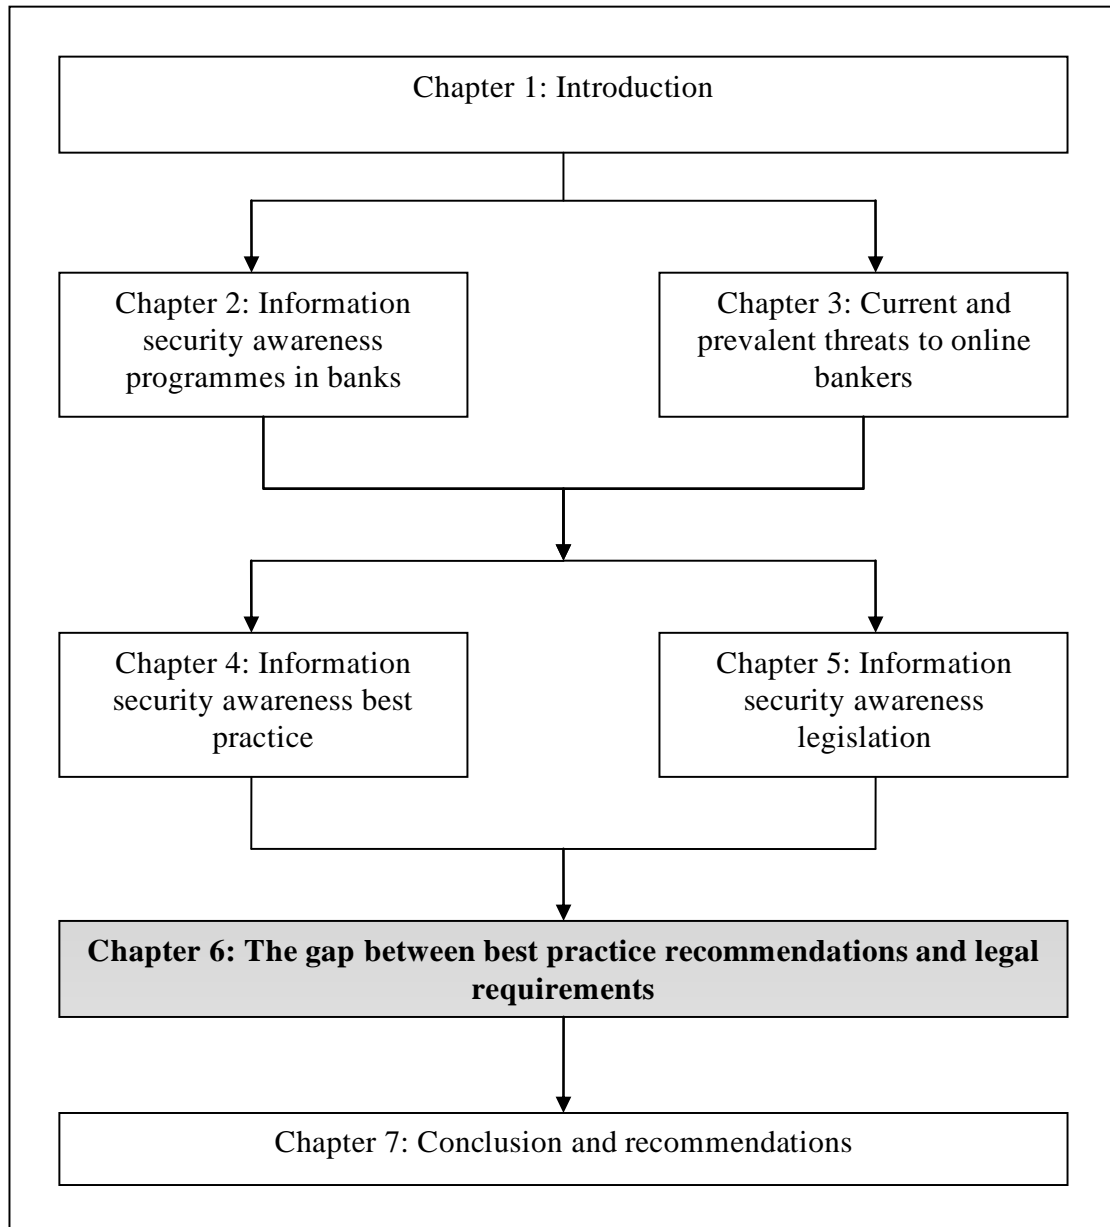 Chapter 1: Introduction
Chapter 2: Information
security awareness
programmes in banks
Chapter 3: Current and
prevalent threats to online
bankers
Chapter 4: Information
security awareness best
practice
Chapter 5: Information
security awareness
legislation
Chapter 6: The gap between best practice recommendations and legal
requirements
Chapter 7: Conclusion and recommendations